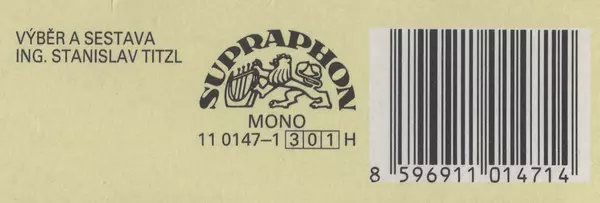 VÝBĚR A SESTAVA
ING. STANISLAV TITZL
SUPRAPHON
MONO
11 0147–1 301 H
8 596911 014714